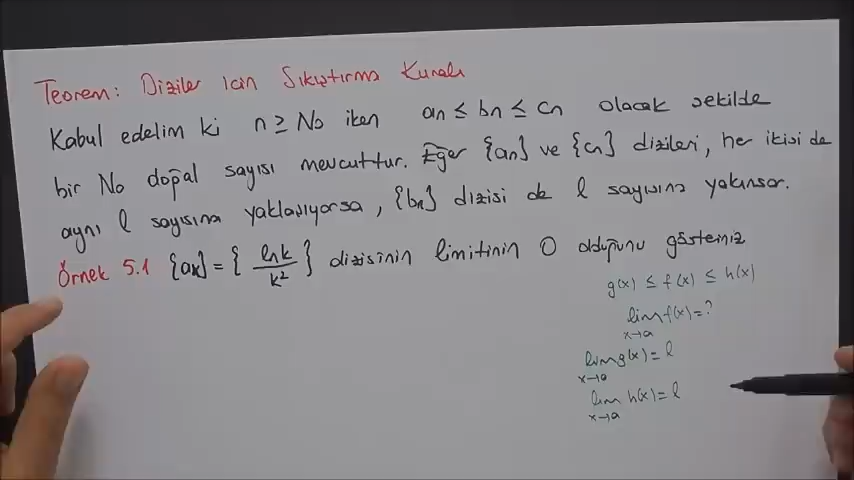 Teorem: Diziler için Sıkıştırma Kuralı
Kabul edelim ki n ≥ No iken an ≤ bn ≤ cn olacak şekilde
bir No doğal sayısı mevcuttur. Eğer {an} ve {cn} dizileri, her ikisi de
aynı l sayısına yaklaşıyorsa, {bn} dizisi de l sayısına yakınsar.
Örnek 5.1 {ak} = { lnk / k² } dizisinin limitinin 0 olduğunu gösteriniz
g(x) ≤ f(x) ≤ h(x)
lim f(x) = ?
x→a
lim g(x) = l
x→a
lim h(x) = l
x→a